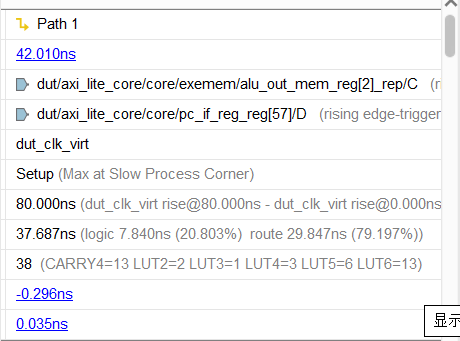 Path 1
42.010ns
dut/axi_lite_core/core/exemem/alu_out_mem_reg[2]_rep/C (ri
dut/axi_lite_core/core/pc_if_reg_reg[57]/D (rising edge-trigger
dut_clk_virt
Setup (Max at Slow Process Corner)
80.000ns (dut_clk_virt rise@80.000ns - dut_clk_virt rise@0.000ns
37.687ns (logic 7.840ns (20.803%) route 29.847ns (79.197%))
38 (CARRY4=13 LUT2=2 LUT3=1 LUT4=3 LUT5=6 LUT6=13)
-0.296ns
显示
0.035ns